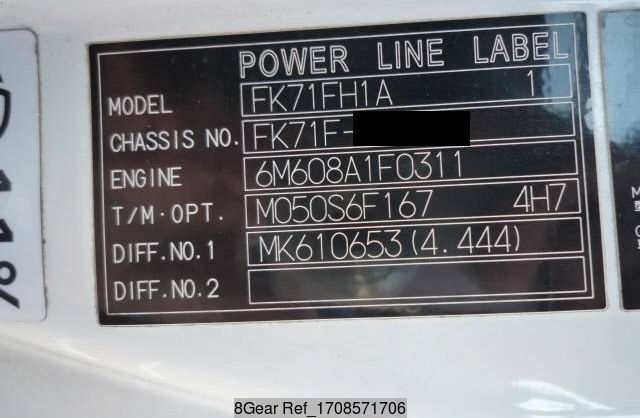 POWER LINE LABEL
MODEL FK71FH1A 1
CHASSIS NO. FK71F-
ENGINE 6M608A1F0311
T/M·OPT. M050S6F167 4H7
DIFF.NO.1 MK610653(4.444)
DIFF.NO.2
8Gear Ref_1708571706